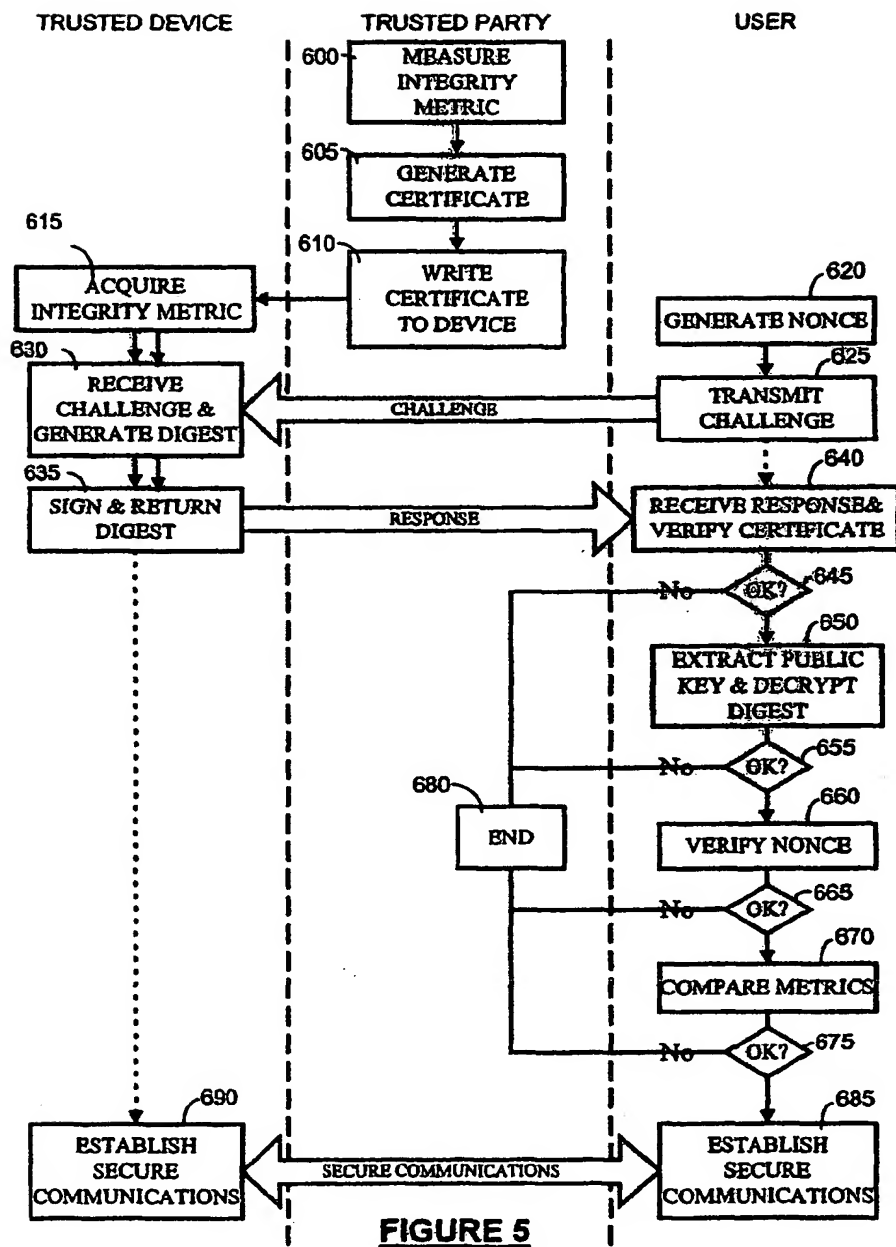 TRUSTED DEVICE
TRUSTED PARTY
USER
600
MEASURE
INTEGRITY
METRIC
605
GENERATE
CERTIFICATE
615
610
ACQUIRE
INTEGRITY METRIC
WRITE
CERTIFICATE
TO DEVICE
620
GENERATE NONCE
630
625
RECEIVE
CHALLENGE &
GENERATE DIGEST
CHALLENGE
TRANSMIT
CHALLENGE
635
640
SIGN & RETURN
DIGEST
RESPONSE
RECEIVE RESPONSE&
VERIFY CERTIFICATE
No
OK?
645
650
EXTRACT PUBLIC
KEY & DECRYPT
DIGEST
No
OK?
655
680
END
660
VERIFY NONCE
No
OK?
665
670
COMPARE METRICS
No
OK?
675
690
685
ESTABLISH
SECURE
COMMUNICATIONS
SECURE COMMUNICATIONS
ESTABLISH
SECURE
COMMUNICATIONS
FIGURE 5